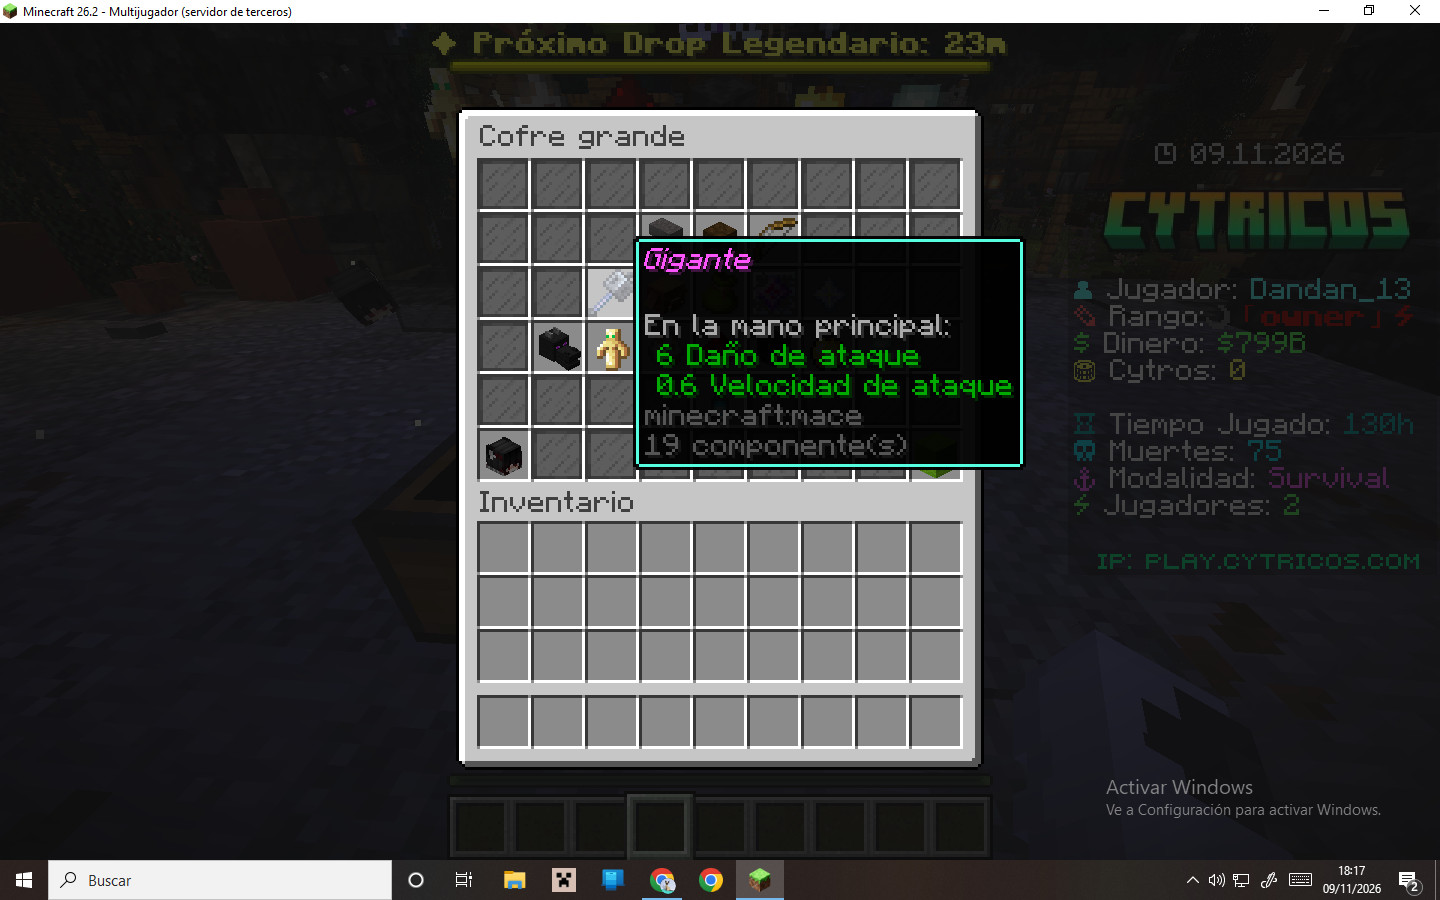 Minecraft 26.2 - Multijugador (servidor de terceros)
Próximo Drop Legendario: 23m
Cofre grande
Gigante
En la mano principal:
6 Daño de ataque
0.6 Velocidad de ataque
minecraft:mace
19 componente(s)
Inventario
09.11.2026
CYTRICOS
Jugador: Dandan_13
Rango: 「owner」
Dinero: $799B
Cytros: 0
Tiempo Jugado: 130h
Muertes: 75
Modalidad: Survival
Jugadores: 2
IP: PLAY.CYTRICOS.COM
Activar Windows
Ve a Configuración para activar Windows.
Buscar
18:17
09/11/2026
2